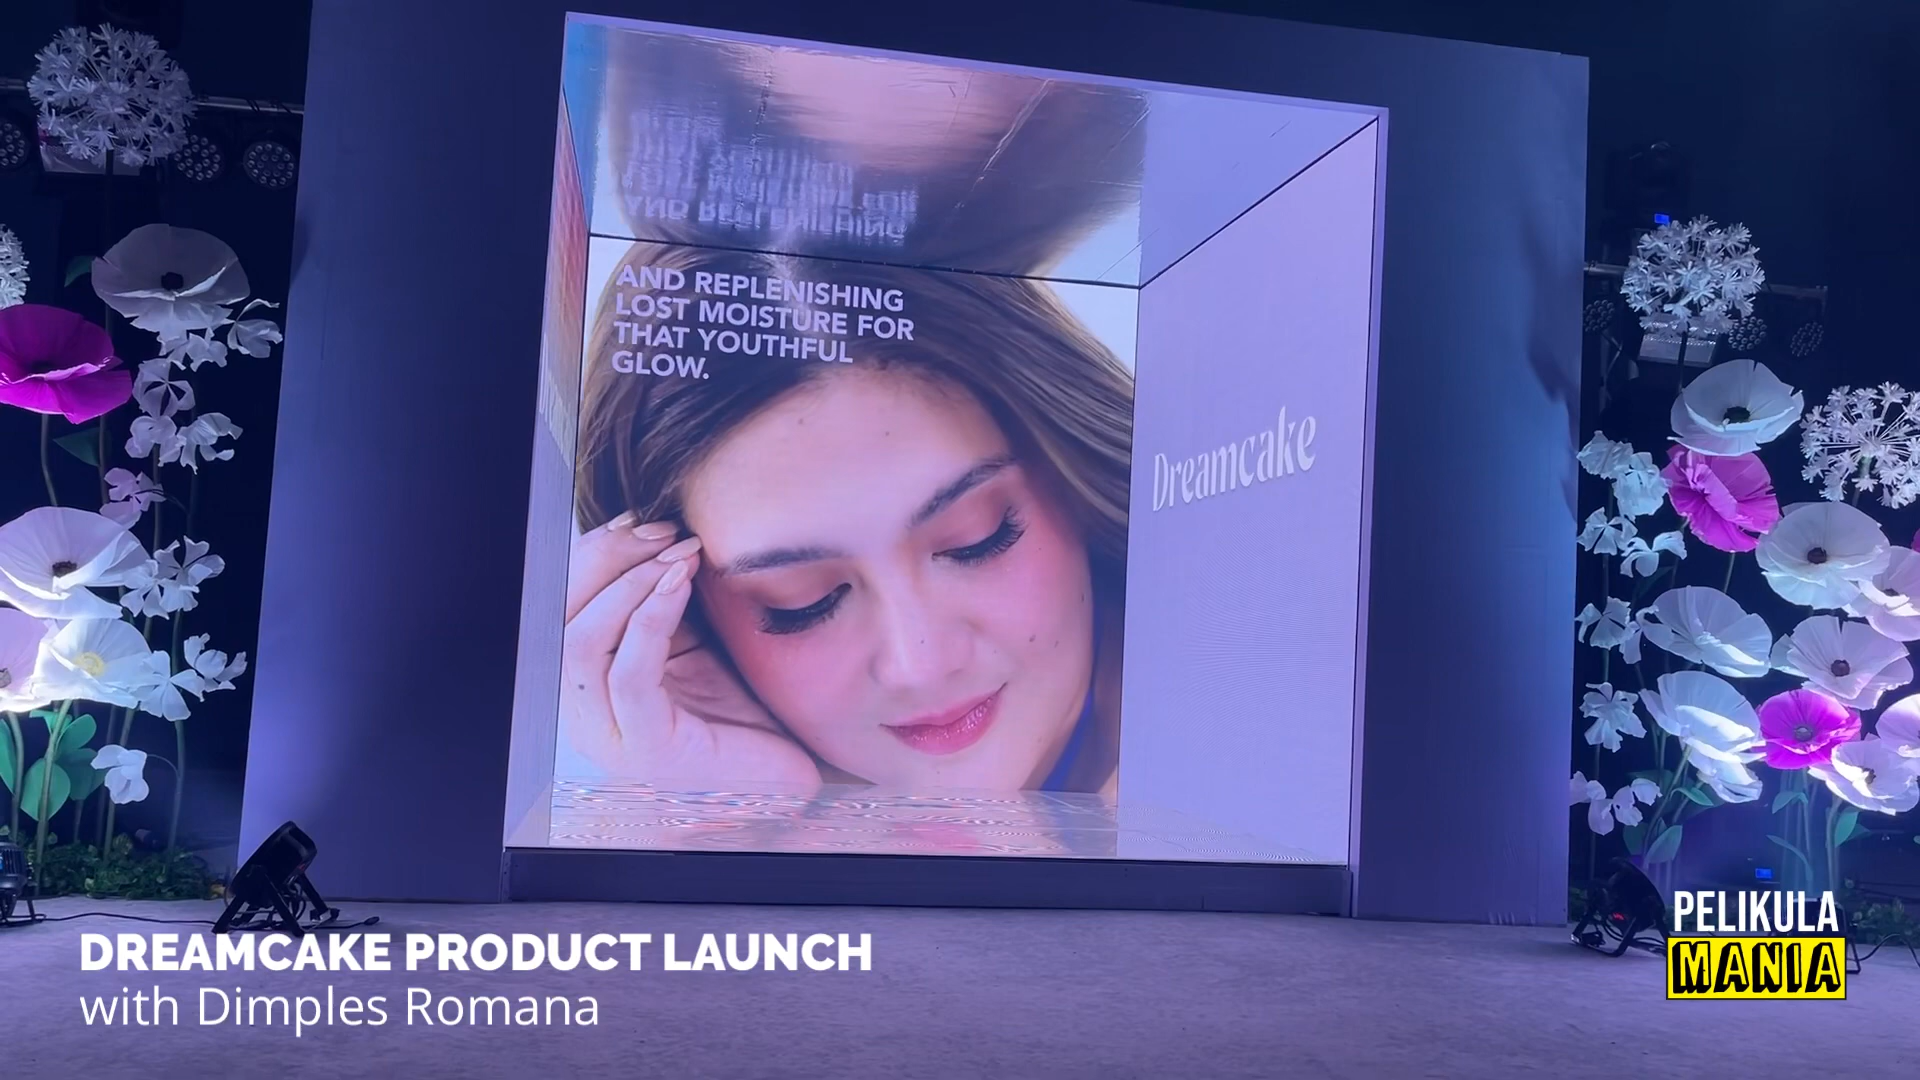 AND REPLENISHING
LOST MOISTURE FOR
THAT YOUTHFUL
GLOW.
Dreamcake
DREAMCAKE PRODUCT LAUNCH
with Dimples Romana
PELIKULA
MANIA